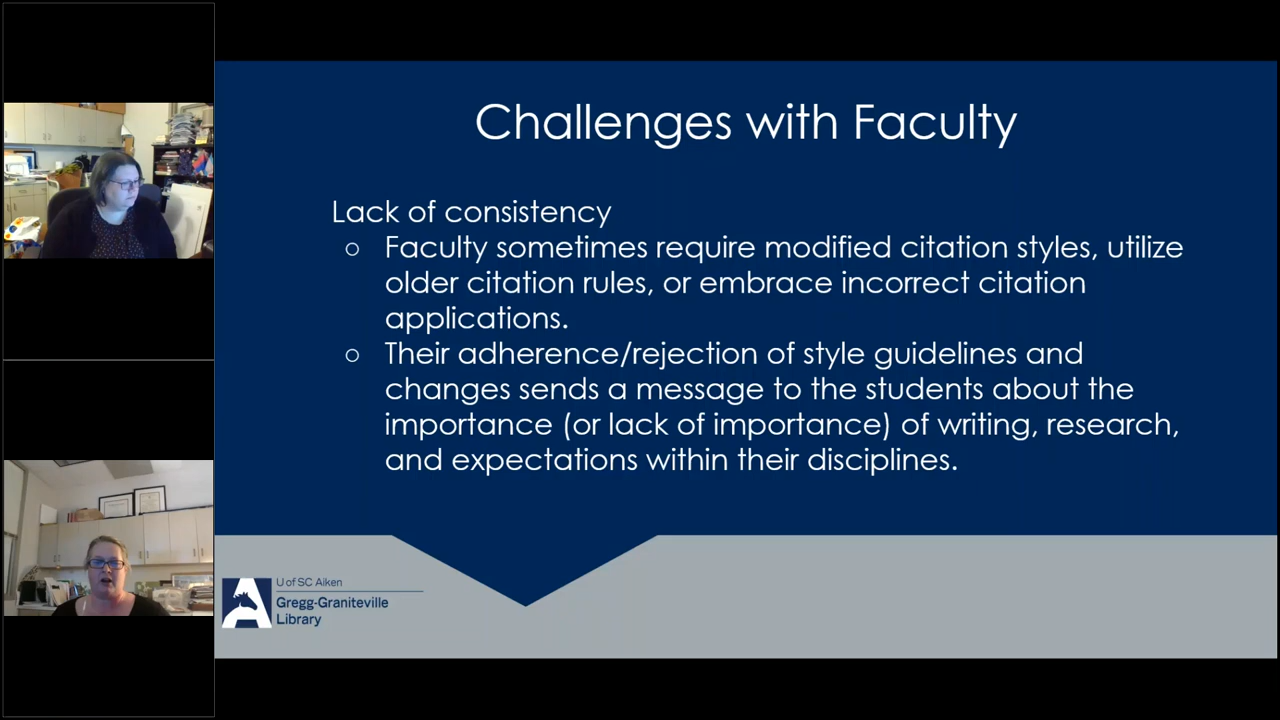 Challenges with Faculty
Lack of consistency
○ Faculty sometimes require modified citation styles, utilize
older citation rules, or embrace incorrect citation
applications.
○ Their adherence/rejection of style guidelines and
changes sends a message to the students about the
importance (or lack of importance) of writing, research,
and expectations within their disciplines.
U of SC Aiken
Gregg-Graniteville
Library